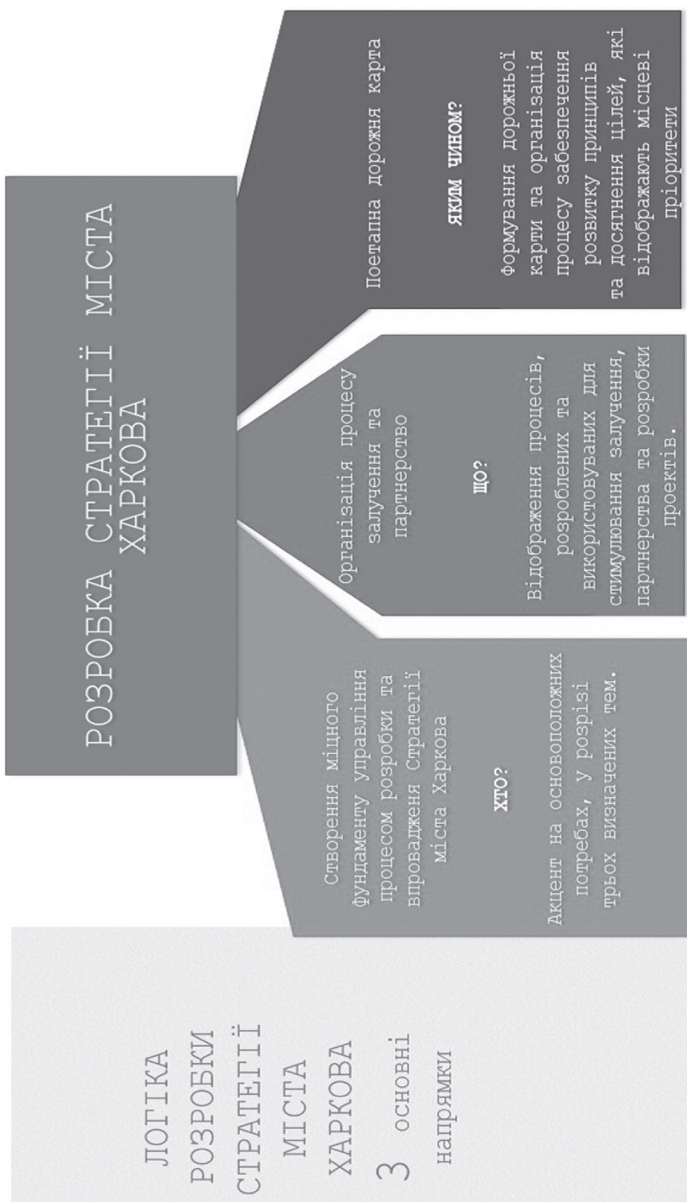 ЛОГІКА
РОЗРОБКИ
СТРАТЕГІЇ
МІСТА
ХАРКОВА
3 основні
напрямки
РОЗРОБКА СТРАТЕГІЇ МІСТА
ХАРКОВА
Створення міцного
фундаменту управління
процесом розробки та
впровадженя Стратегії
міста Харкова
ХТО?
Акцент на основоположних
потребах, у розрізі
трьох визначених тем.
Організація процесу
залучення та
партнерство
ЩО?
Відображення процесів,
розроблених та
використовуваних для
стимулювання залучення,
партнерства та розробки
проектів.
Поетапна дорожня карта
ЯКИМ ЧИНОМ?
Формування дорожньої
карти та організація
процесу забезпечення
розвитку принципів
та досягнення цілей, які
відображають місцеві
пріоритети